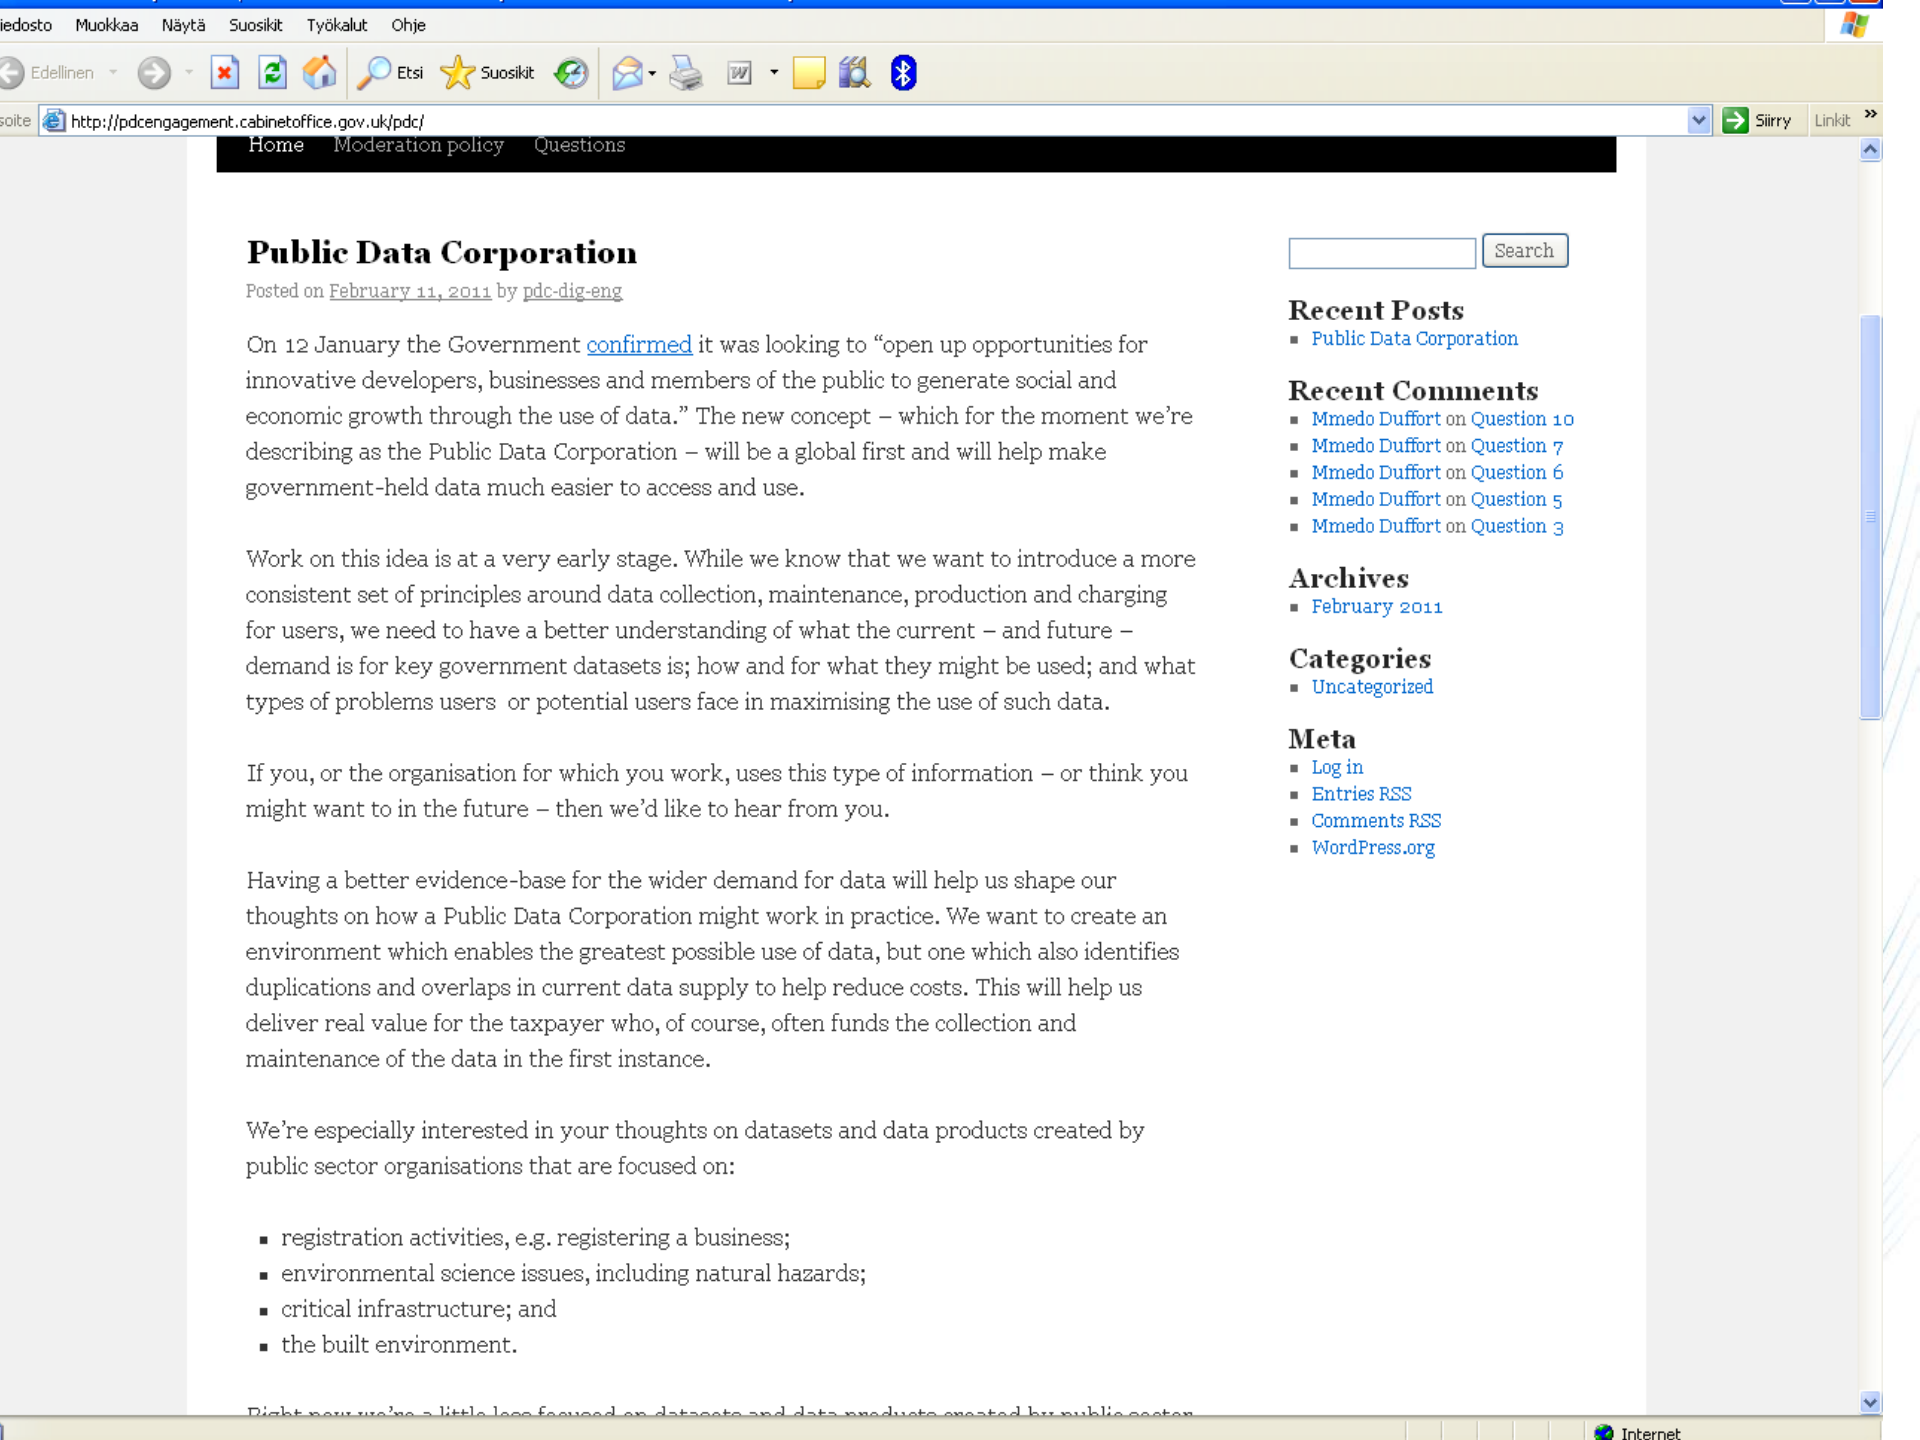 Muokkaa Näytä Suosikit Työkalut Ohje
Edellinen Etsi Suosikit
http://pdcengagement.cabinetoffice.gov.uk/pdc/ Siirry Linkit »
Home Moderation policy Questions
Public Data Corporation
Posted on February 11, 2011 by pdc-dig-eng
On 12 January the Government confirmed it was looking to “open up opportunities for
innovative developers, businesses and members of the public to generate social and
economic growth through the use of data.” The new concept – which for the moment we’re
describing as the Public Data Corporation – will be a global first and will help make
government-held data much easier to access and use.
Work on this idea is at a very early stage. While we know that we want to introduce a more
consistent set of principles around data collection, maintenance, production and charging
for users, we need to have a better understanding of what the current – and future –
demand is for key government datasets is; how and for what they might be used; and what
types of problems users or potential users face in maximising the use of such data.
If you, or the organisation for which you work, uses this type of information – or think you
might want to in the future – then we’d like to hear from you.
Having a better evidence-base for the wider demand for data will help us shape our
thoughts on how a Public Data Corporation might work in practice. We want to create an
environment which enables the greatest possible use of data, but one which also identifies
duplications and overlaps in current data supply to help reduce costs. This will help us
deliver real value for the taxpayer who, of course, often funds the collection and
maintenance of the data in the first instance.
We’re especially interested in your thoughts on datasets and data products created by
public sector organisations that are focused on:
registration activities, e.g. registering a business;
environmental science issues, including natural hazards;
critical infrastructure; and
the built environment.
Right now we’re a little less focused on datasets and data products created by public sector
Search
Recent Posts
Public Data Corporation
Recent Comments
Mmedo Duffort on Question 10
Mmedo Duffort on Question 7
Mmedo Duffort on Question 6
Mmedo Duffort on Question 5
Mmedo Duffort on Question 3
Archives
February 2011
Categories
Uncategorized
Meta
Log in
Entries RSS
Comments RSS
WordPress.org
Internet